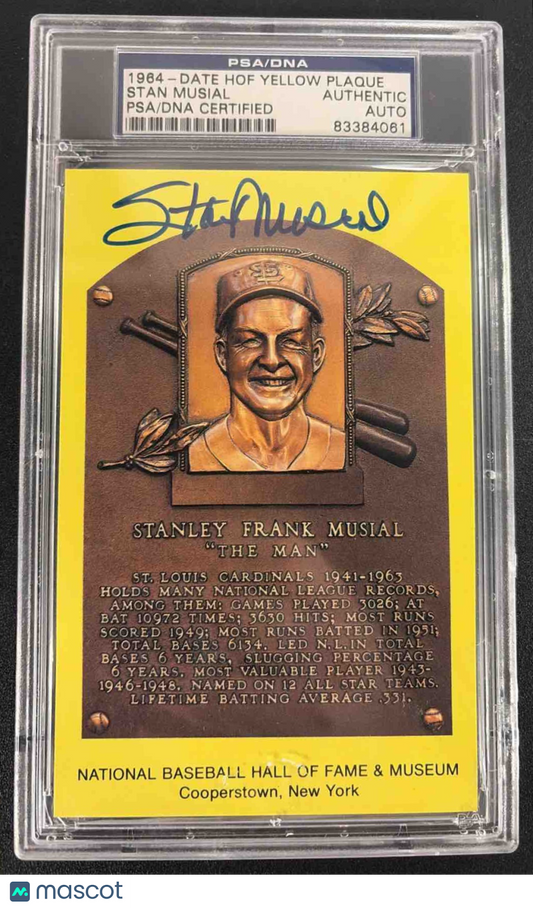 PSA/DNA
1964-DATE HOF YELLOW PLAQUE
STAN MUSIAL AUTHENTIC
PSA/DNA CERTIFIED AUTO
83384061
Stan Musial
STL
STANLEY FRANK MUSIAL
"THE MAN"
ST. LOUIS CARDINALS 1941-1963
HOLDS MANY NATIONAL LEAGUE RECORDS,
AMONG THEM: GAMES PLAYED 3026; AT
BAT 10972 TIMES; 3630 HITS; MOST RUNS
SCORED 1949; MOST RUNS BATTED IN 1951;
TOTAL BASES 6134. LED N.L. IN TOTAL
BASES 6 YEARS, SLUGGING PERCENTAGE
6 YEARS, MOST VALUABLE PLAYER 1943-
1946-1948. NAMED ON 12 ALL STAR TEAMS.
LIFETIME BATTING AVERAGE .331.
NATIONAL BASEBALL HALL OF FAME & MUSEUM
Cooperstown, New York
mascot